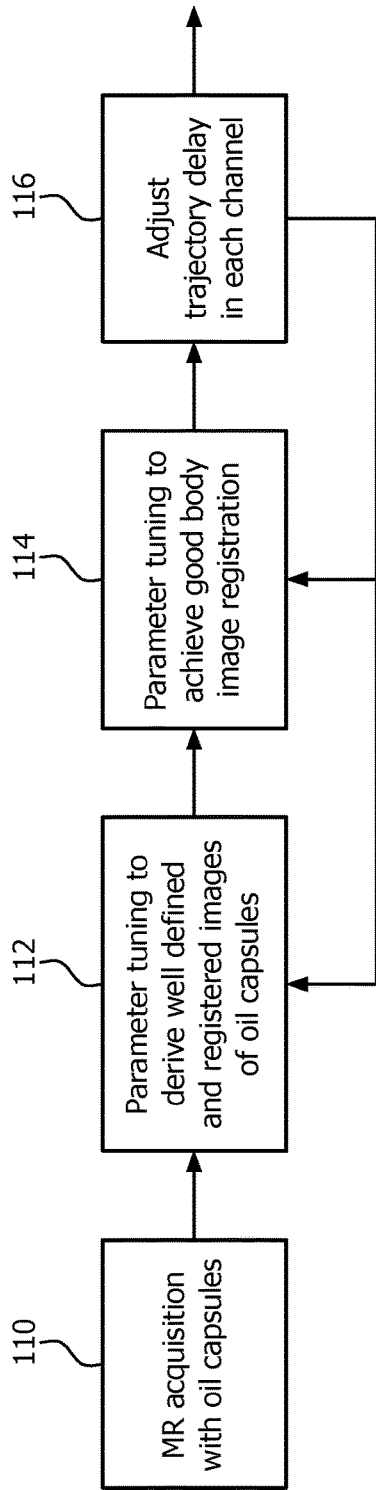 110
MR acquisition
with oil capsules
112
Parameter tuning to
derive well defined
and registered images
of oil capsules
114
Parameter tuning to
achieve good body
image registration
116
Adjust
trajectory delay
in each channel